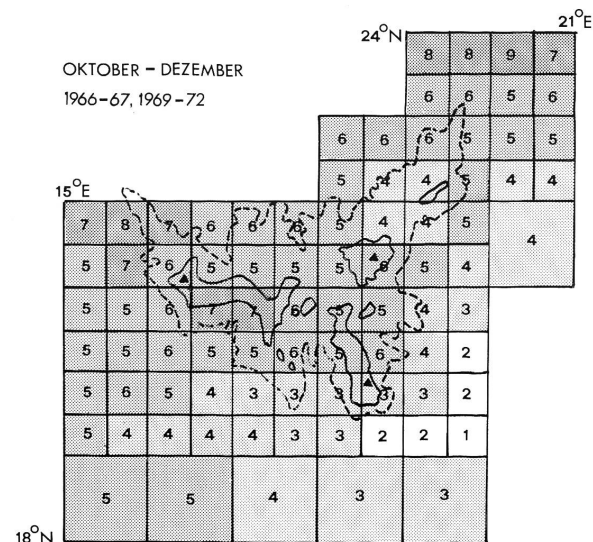 21°E
24°N
8 8 9 7
OKTOBER – DEZEMBER
6 6 5 6
1966–67, 1969–72
6 6 6 5 5 5
5 4 4 5 4 4
15°E
7 8 7 6 6 6 5 4 4 5
4
5 7 6 5 5 5 5 6 5 4
5 5 6 7 7 6 5 5 4 3
5 5 6 5 5 6 5 6 4 2
5 6 5 4 3 3 3 3 3 2
5 4 4 4 4 3 3 2 2 1
5 5 4 3 3
18°N